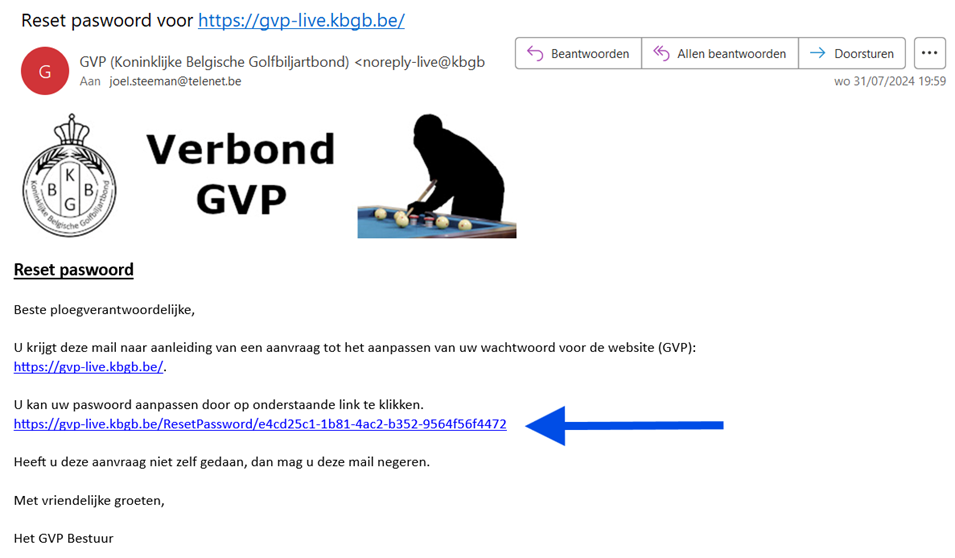 Reset paswoord voor https://gvp-live.kbgb.be/
G
GVP (Koninklijke Belgische Golfbiljartbond) <noreply-live@kbgb
Aan joel.steeman@telenet.be
Beantwoorden
Allen beantwoorden
Doorsturen
wo 31/07/2024 19:59
K
B B
G
Koninklijke Belgische Golfbiljartbond
Verbond
GVP
Reset paswoord
Beste ploegverantwoordelijke,
U krijgt deze mail naar aanleiding van een aanvraag tot het aanpassen van uw wachtwoord voor de website (GVP):
https://gvp-live.kbgb.be/.
U kan uw paswoord aanpassen door op onderstaande link te klikken.
https://gvp-live.kbgb.be/ResetPassword/e4cd25c1-1b81-4ac2-b352-9564f56f4472
Heeft u deze aanvraag niet zelf gedaan, dan mag u deze mail negeren.
Met vriendelijke groeten,
Het GVP Bestuur